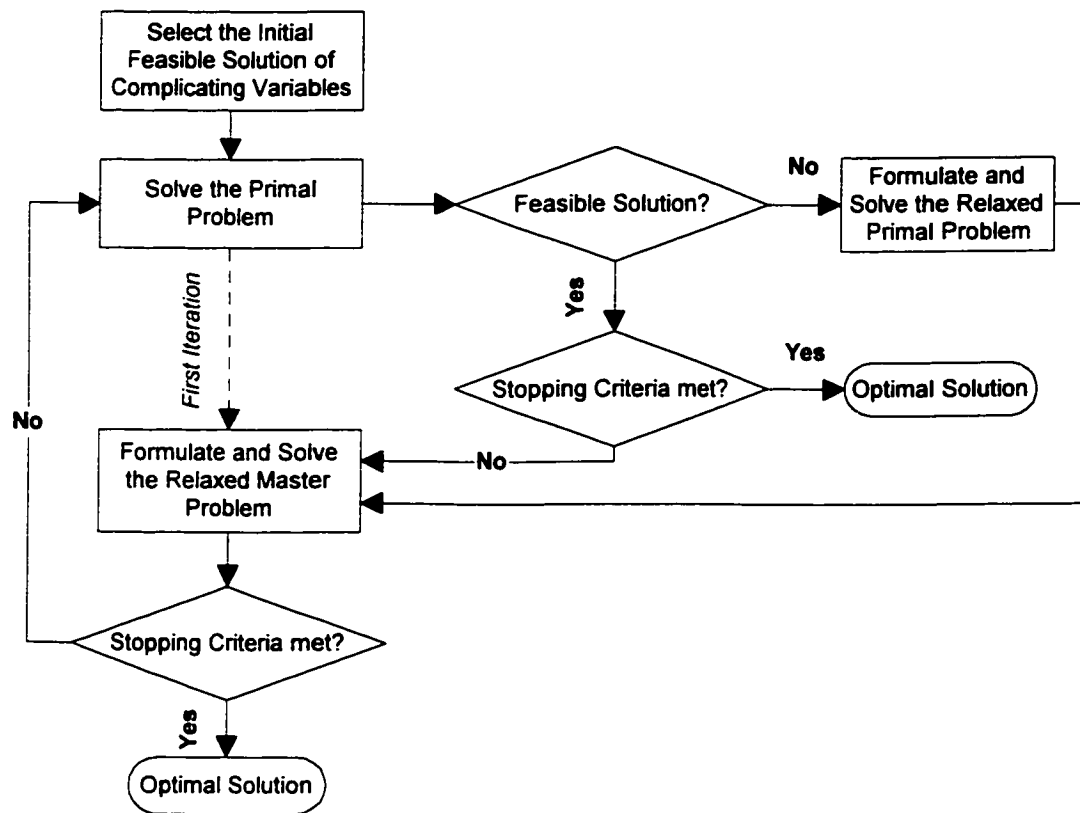 Select the Initial
Feasible Solution of
Complicating Variables
Solve the Primal
Problem
Feasible Solution?
No
Formulate and
Solve the Relaxed
Primal Problem
First Iteration
Yes
Stopping Criteria met?
Yes
Optimal Solution
No
No
Formulate and Solve
the Relaxed Master
Problem
Stopping Criteria met?
Yes
Optimal Solution